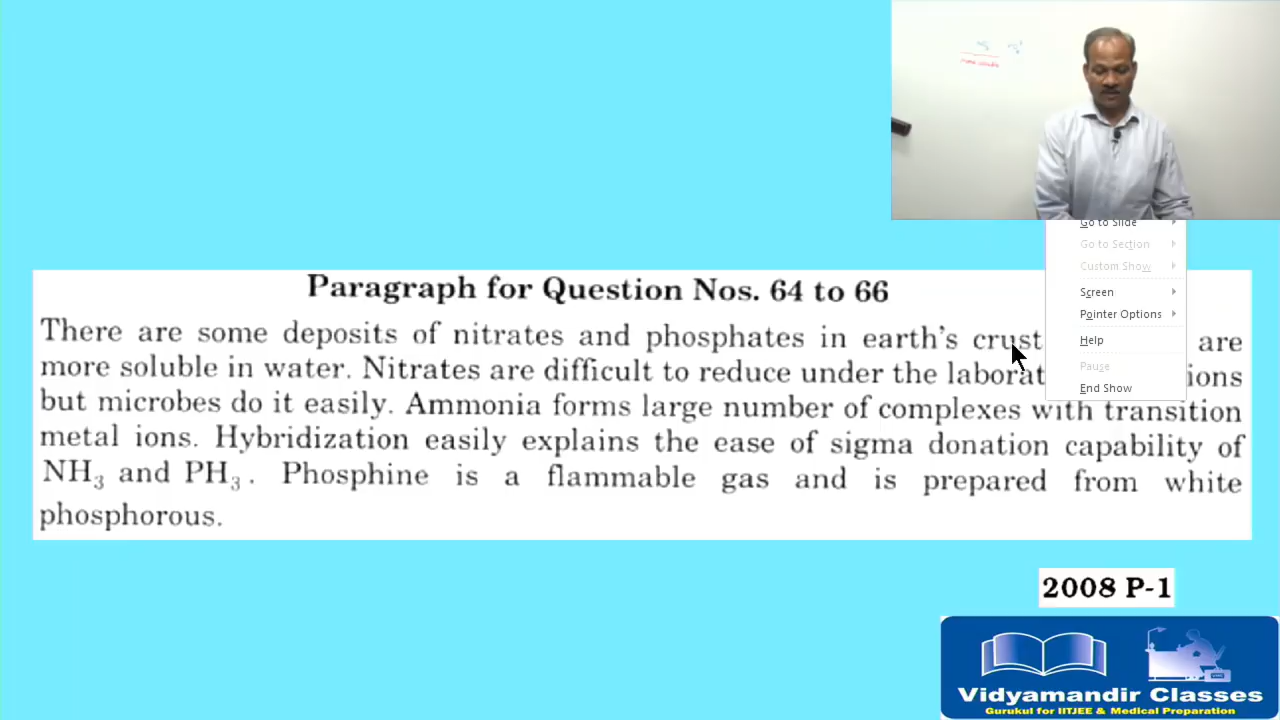 Go to Slide
Go to Section
Custom Show
Screen
Pointer Options
Help
Pause
End Show
Paragraph for Question Nos. 64 to 66
There are some deposits of nitrates and phosphates in earth's crust are
more soluble in water. Nitrates are difficult to reduce under the laborat ions
but microbes do it easily. Ammonia forms large number of complexes with transition
metal ions. Hybridization easily explains the ease of sigma donation capability of
NH3 and PH3. Phosphine is a flammable gas and is prepared from white
phosphorous.
2008 P-1
Vidyamandir Classes
Gurukul for IITJEE & Medical Preparation